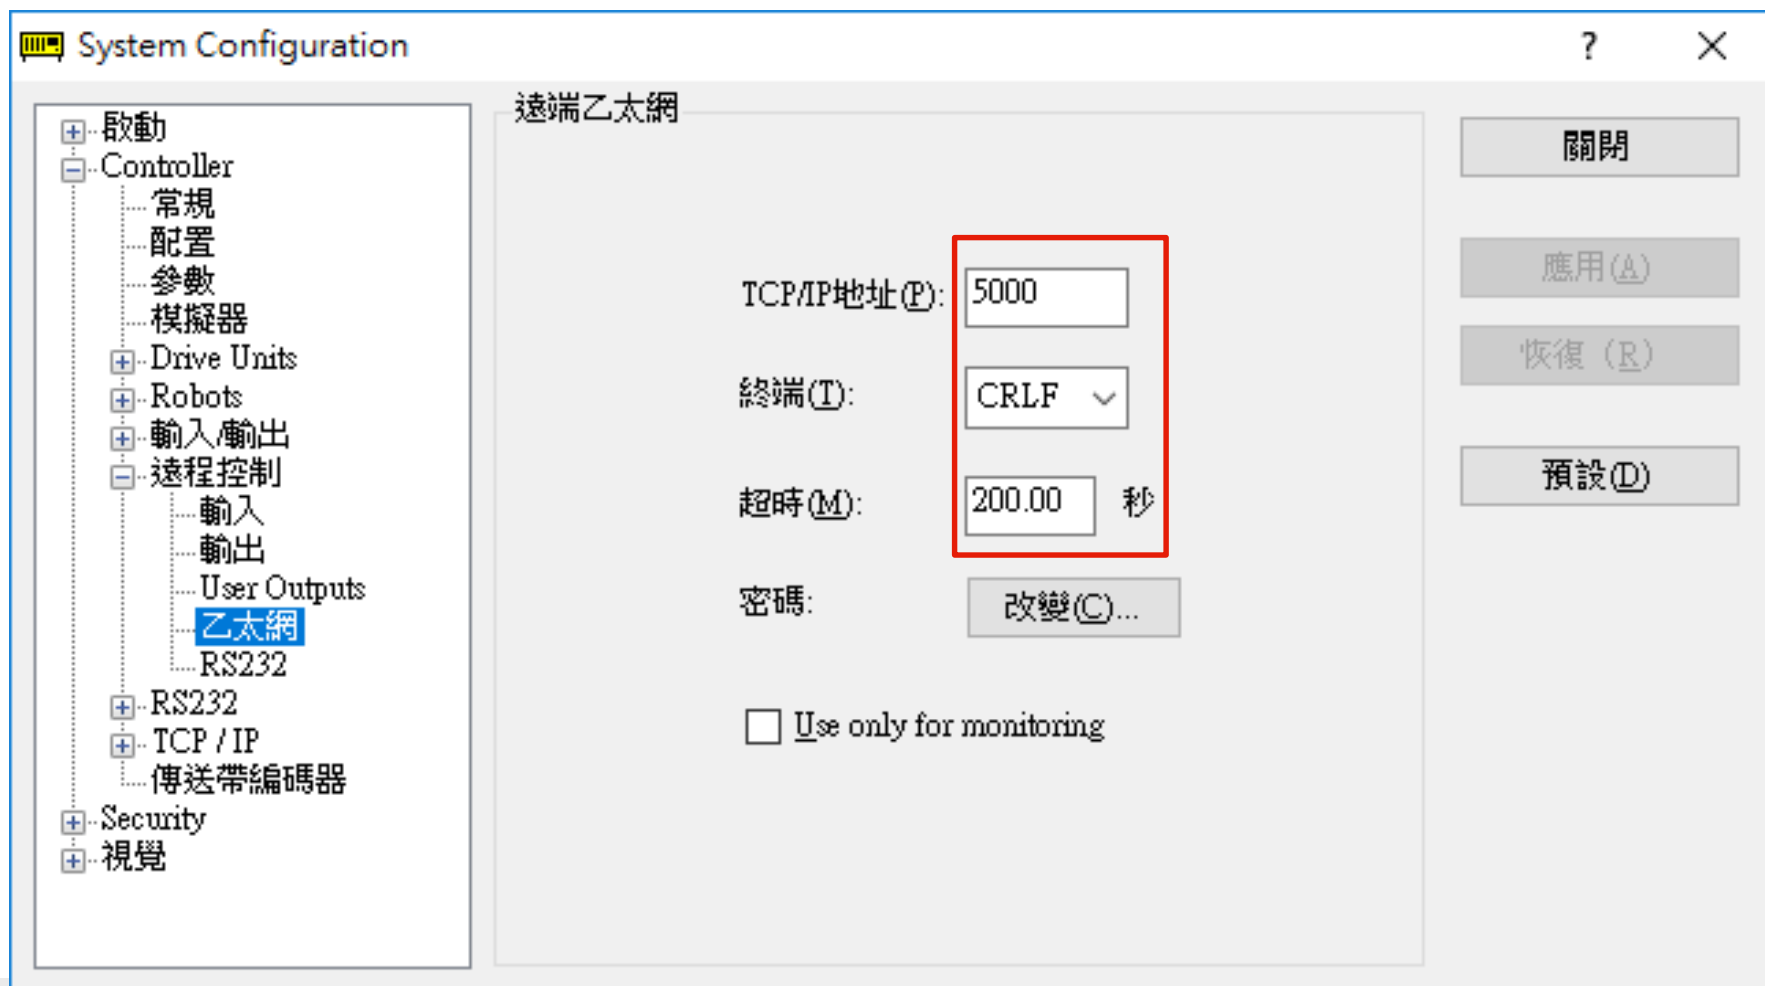 System Configuration
?
啟動
Controller
常規
配置
參數
模擬器
Drive Units
Robots
輸入/輸出
遠程控制
輸入
輸出
User Outputs
乙太網
RS232
RS232
TCP / IP
傳送帶編碼器
Security
視覺
遠端乙太網
TCP/IP地址(P): 5000
終端(T): CRLF
超時(M): 200.00 秒
密碼: 改變(C)...
Use only for monitoring
關閉
應用(A)
恢復 (R)
預設(D)